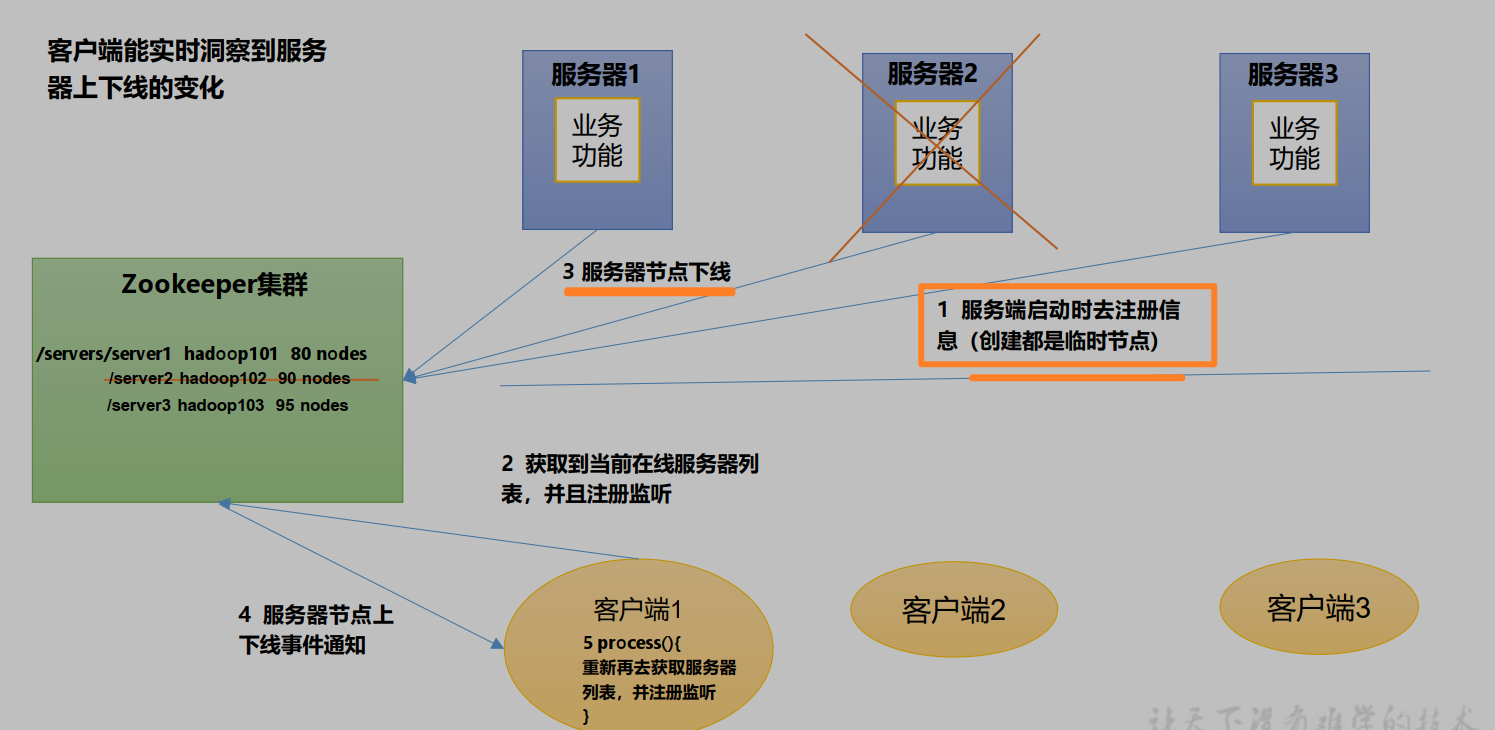 客户端能实时洞察到服务
器上下线的变化
服务器1
业务
功能
服务器2
业务
功能
服务器3
业务
功能
Zookeeper集群
/servers/server1 hadoop101 80 nodes
/server2 hadoop102 90 nodes
/server3 hadoop103 95 nodes
3 服务器节点下线
1 服务端启动时去注册信
息（创建都是临时节点）
2 获取到当前在线服务器列
表，并且注册监听
4 服务器节点上
下线事件通知
客户端1
5 process(){
重新再去获取服务器
列表，并注册监听
}
客户端2
客户端3
让天下没有难学的技术